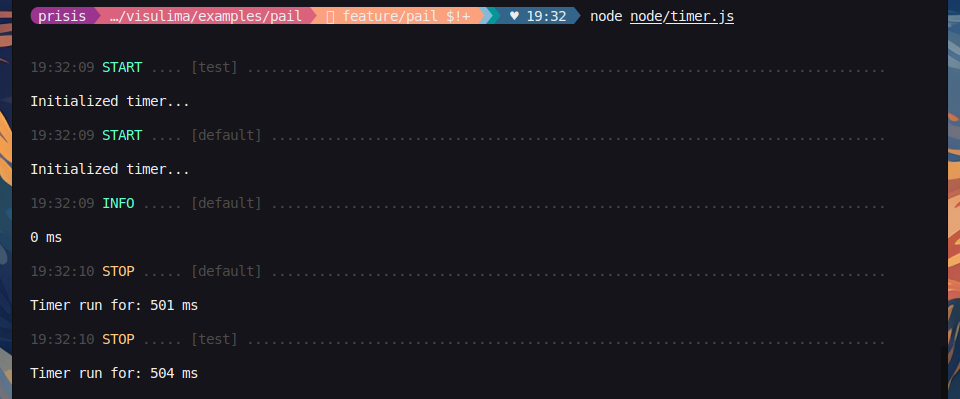 prisis …/visulima/examples/pail feature/pail $!+ ♥ 19:32 node node/timer.js
19:32:09 START .... [test] ................................................................................
Initialized timer...
19:32:09 START .... [default] .............................................................................
Initialized timer...
19:32:09 INFO ..... [default] .............................................................................
0 ms
19:32:10 STOP ..... [default] .............................................................................
Timer run for: 501 ms
19:32:10 STOP ..... [test] ................................................................................
Timer run for: 504 ms